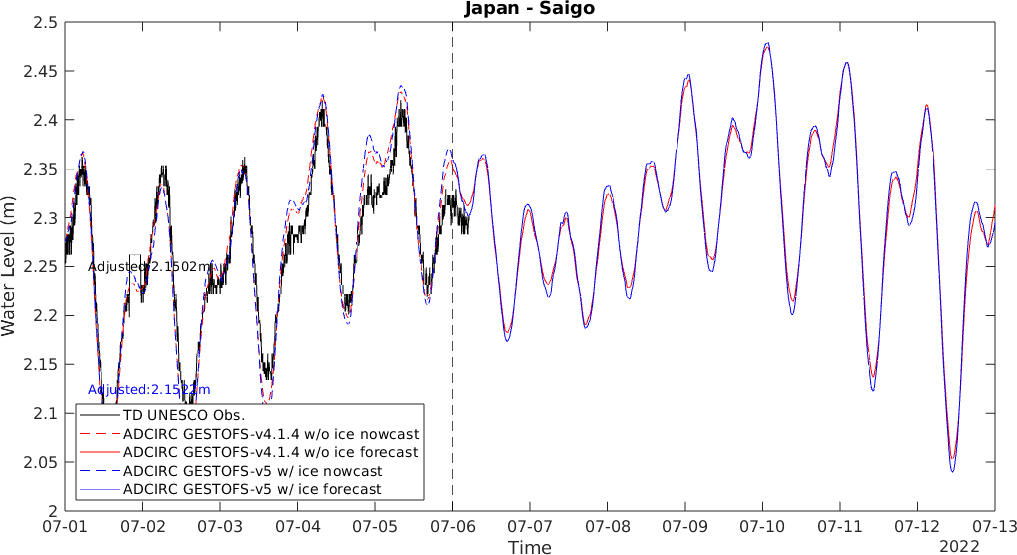 Japan - Saigo
2.5
2.45
2.4
2.35
2.3
2.25
2.2
2.15
2.1
2.05
2
Water Level (m)
Adjusted:2.1502m
Adjusted:2.1522m
TD UNESCO Obs.
ADCIRC GESTOFS-v4.1.4 w/o ice nowcast
ADCIRC GESTOFS-v4.1.4 w/o ice forecast
ADCIRC GESTOFS-v5 w/ ice nowcast
ADCIRC GESTOFS-v5 w/ ice forecast
07-01 07-02 07-03 07-04 07-05 07-06 07-07 07-08 07-09 07-10 07-11 07-12 07-13
Time
2022